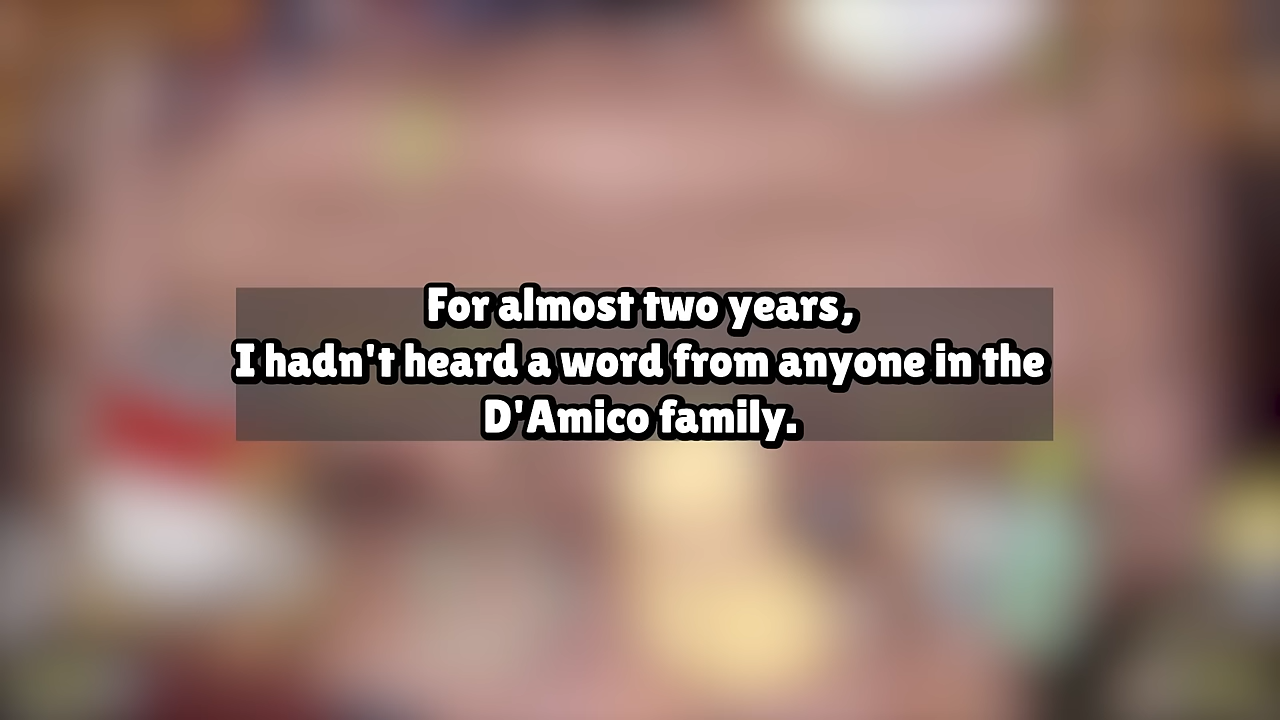 For almost two years,
I hadn't heard a word from anyone in the
D'Amico family.